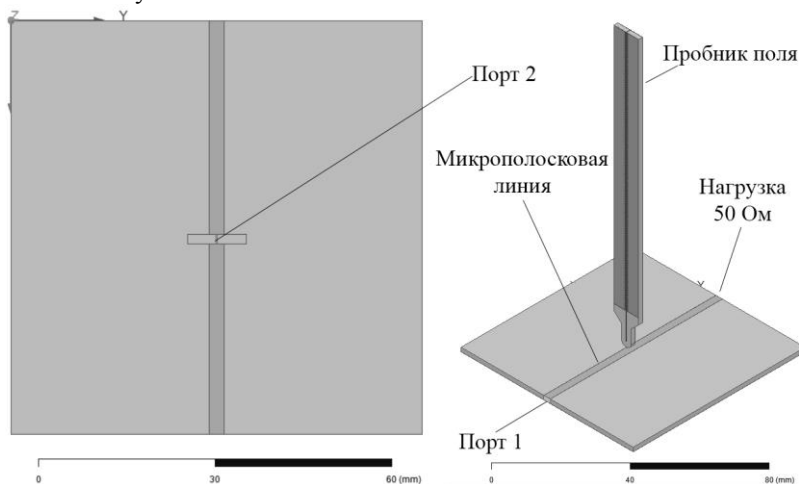 Z
Y
Порт 2
0
30
60 (mm)
Пробник поля
Микрополосковая
линия
Нагрузка
50 Ом
Порт 1
0
40
80 (mm)